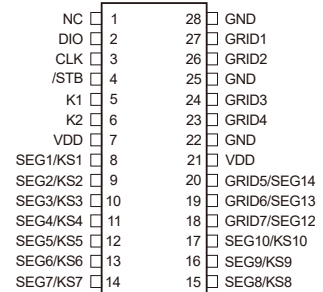 NC 1 28 GND
DIO 2 27 GRID1
CLK 3 26 GRID2
/STB 4 25 GND
K1 5 24 GRID3
K2 6 23 GRID4
VDD 7 22 GND
SEG1/KS1 8 21 VDD
SEG2/KS2 9 20 GRID5/SEG14
SEG3/KS3 10 19 GRID6/SEG13
SEG4/KS4 11 18 GRID7/SEG12
SEG5/KS5 12 17 SEG10/KS10
SEG6/KS6 13 16 SEG9/KS9
SEG7/KS7 14 15 SEG8/KS8